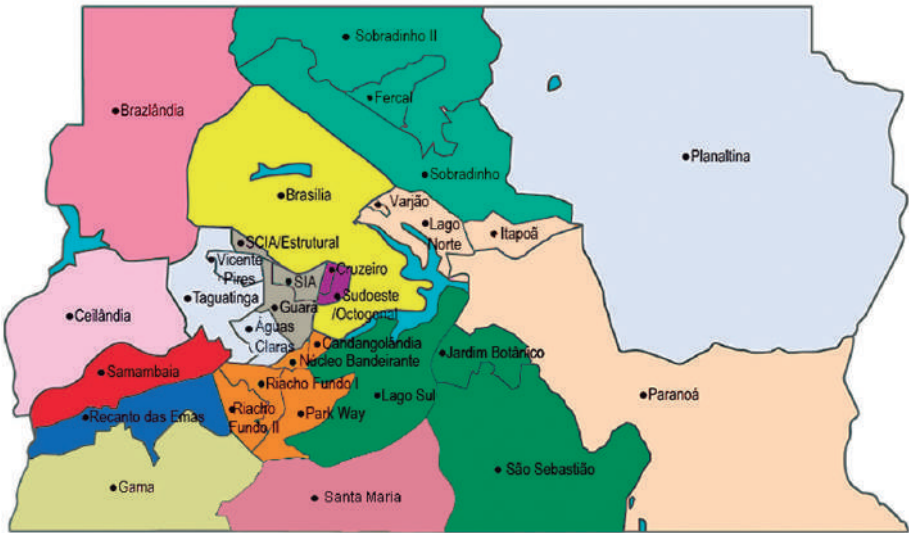 Sobradinho II
Fercal
Brazlândia
Planaltina
Sobradinho
Brasília
Varjão
Lago
Norte
Itapoã
SCIA/Estrutural
Vicente
Pires
Cruzeiro
SIA
Taguatinga
Sudoeste
/Octogonal
Guará
Ceilândia
Águas
Claras
Candangolândia
Núcleo Bandeirante
Jardim Botânico
Samambaia
Riacho Fundo I
Lago Sul
Paranoá
Recanto das Emas
Riacho
Fundo II
Park Way
São Sebastião
Gama
Santa Maria